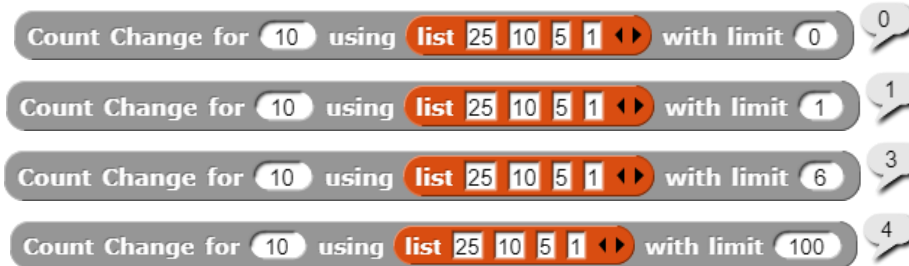 Count Change for 10 using list 25 10 5 1 with limit 0 0
Count Change for 10 using list 25 10 5 1 with limit 1 1
Count Change for 10 using list 25 10 5 1 with limit 6 3
Count Change for 10 using list 25 10 5 1 with limit 100 4